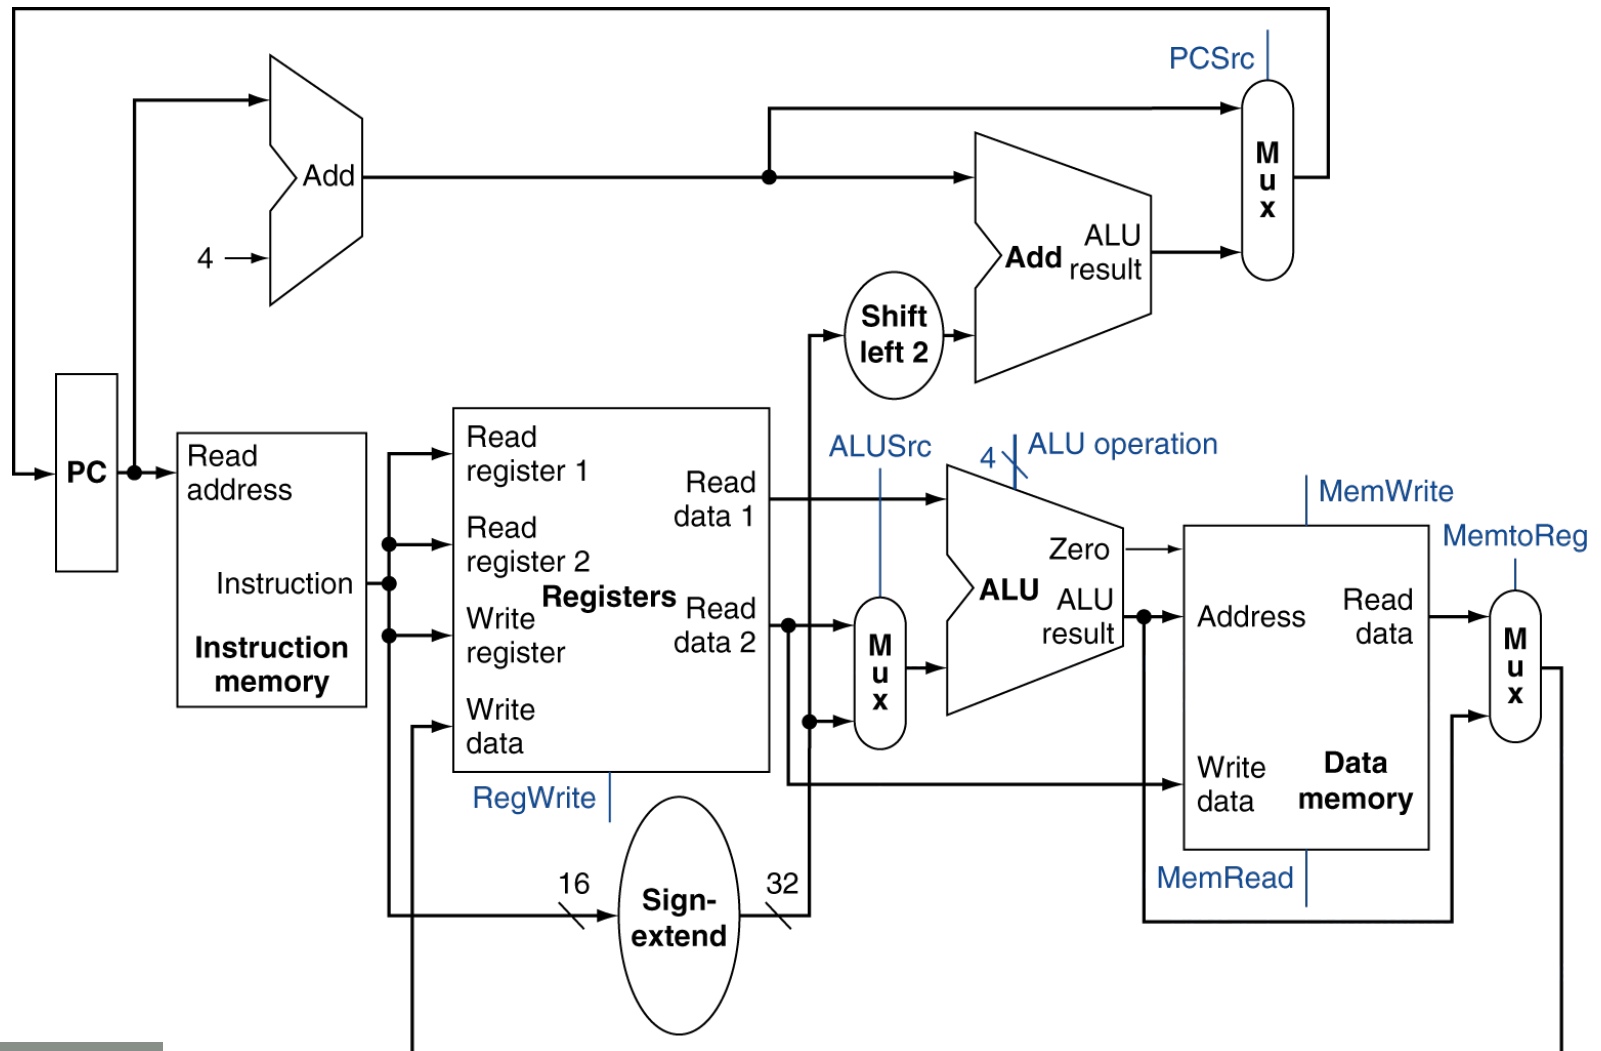 PCSrc
M
u
x
Add
4
ALU
result
Add
Shift
left 2
PC
Read
address
Instruction
Instruction
memory
Read
register 1
Read
register 2
Write
register
Write
data
Registers
Read
data 1
Read
data 2
RegWrite
16
Sign-
extend
32
ALUSrc
M
u
x
4
ALU operation
Zero
ALU
ALU
result
MemWrite
Address
Read
data
Write
data
Data
memory
MemRead
MemtoReg
M
u
x